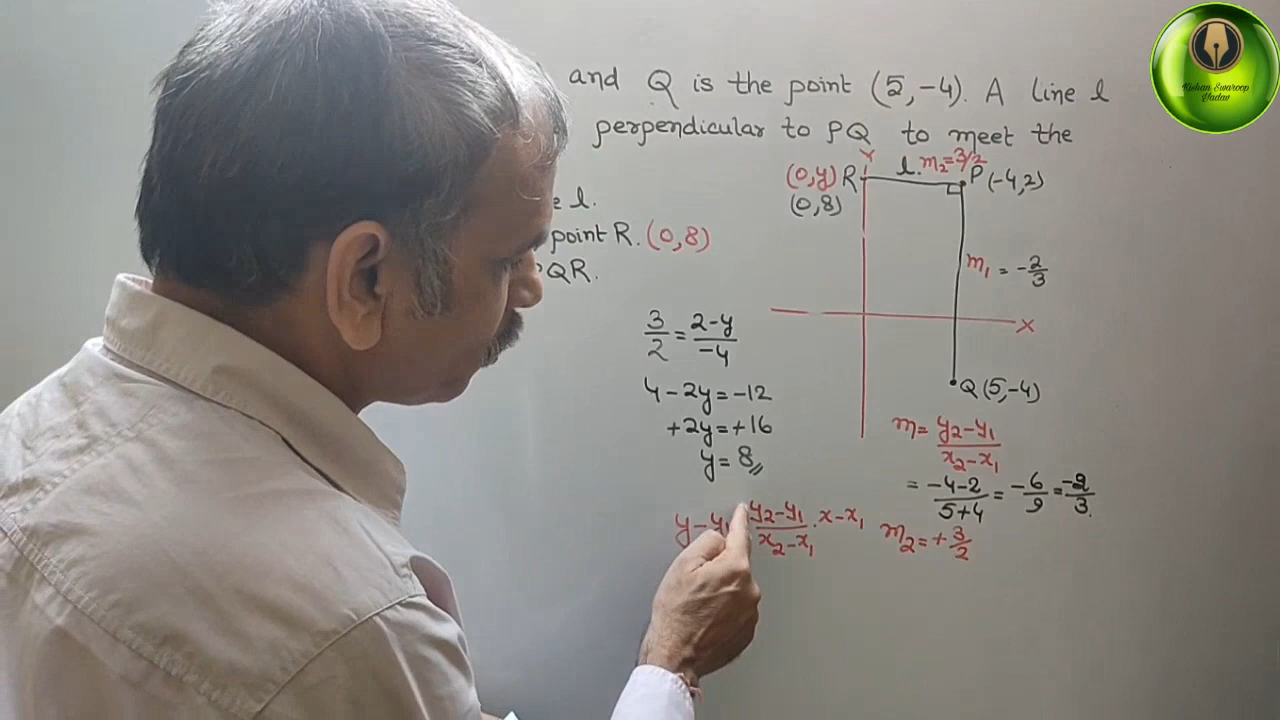 and Q is the point (5, -4). A line l
perpendicular to PQ to meet the
l.
point R. (0,8)
QR.
Y
l. m₂=3/2
(0,y) R
P (-4,2)
(0,8)
m₁ = -2/3
X
Q (5,-4)
3/2 = 2-y/-4
4-2y=-12
+2y=+16
y=8
m= y₂-y₁/x₂-x₁
= -4-2/5+4 = -6/9 = -2/3.
m₂=+3/2
y-y₁ y₂-y₁/x₂-x₁ . x-x₁
Kishan Swaroop
Yadav